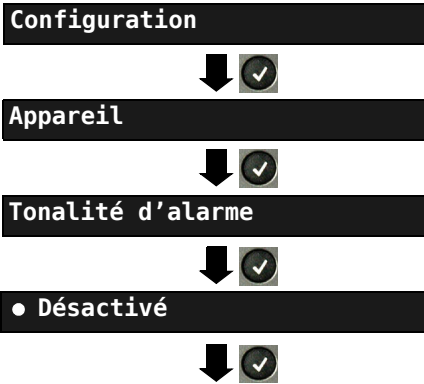 Configuration
Appareil
Tonalité d’alarme
● Désactivé